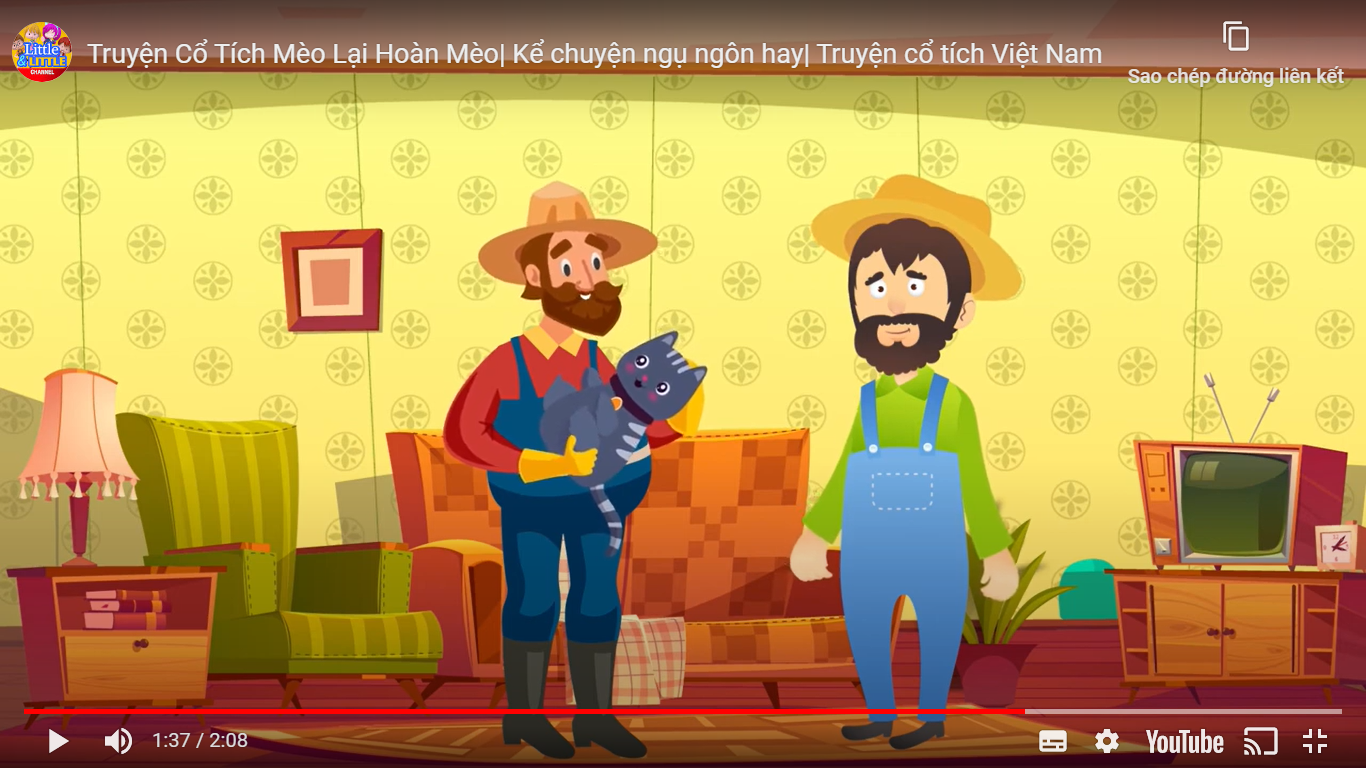 Little
& LITTLE
CHANNEL
Truyện Cổ Tích Mèo Lại Hoàn Mèo| Kể chuyện ngụ ngôn hay| Truyện cổ tích Việt Nam
Sao chép đường liên kết
1:37 / 2:08
YouTube